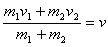 (m₁v₁ + m₂v₂) / (m₁ + m₂) = v